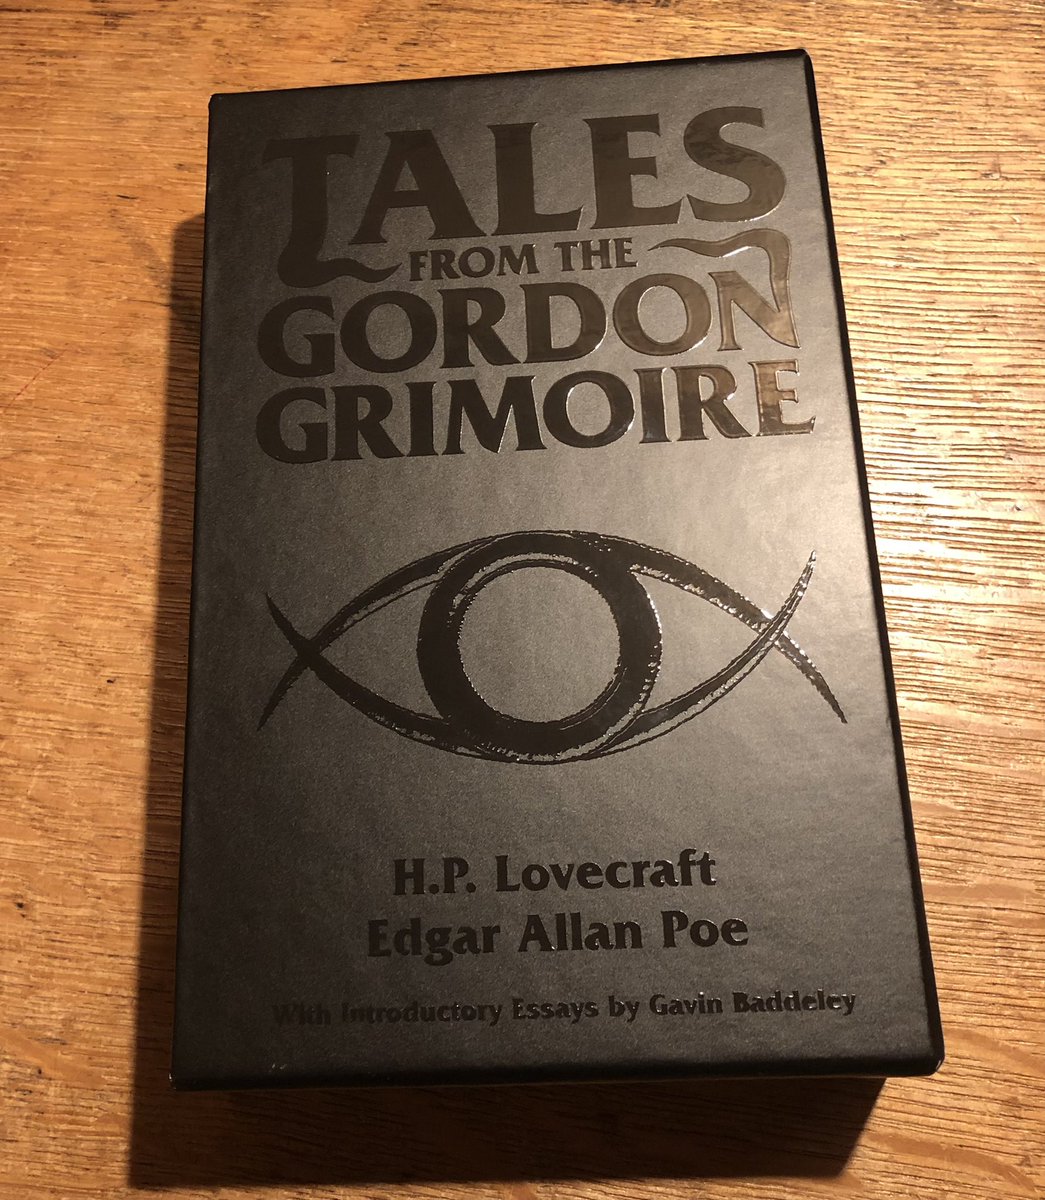 TALES
FROM THE
GORDON
GRIMOIRE
H.P. Lovecraft
Edgar Allan Poe
With Introductory Essays by Gavin Baddeley